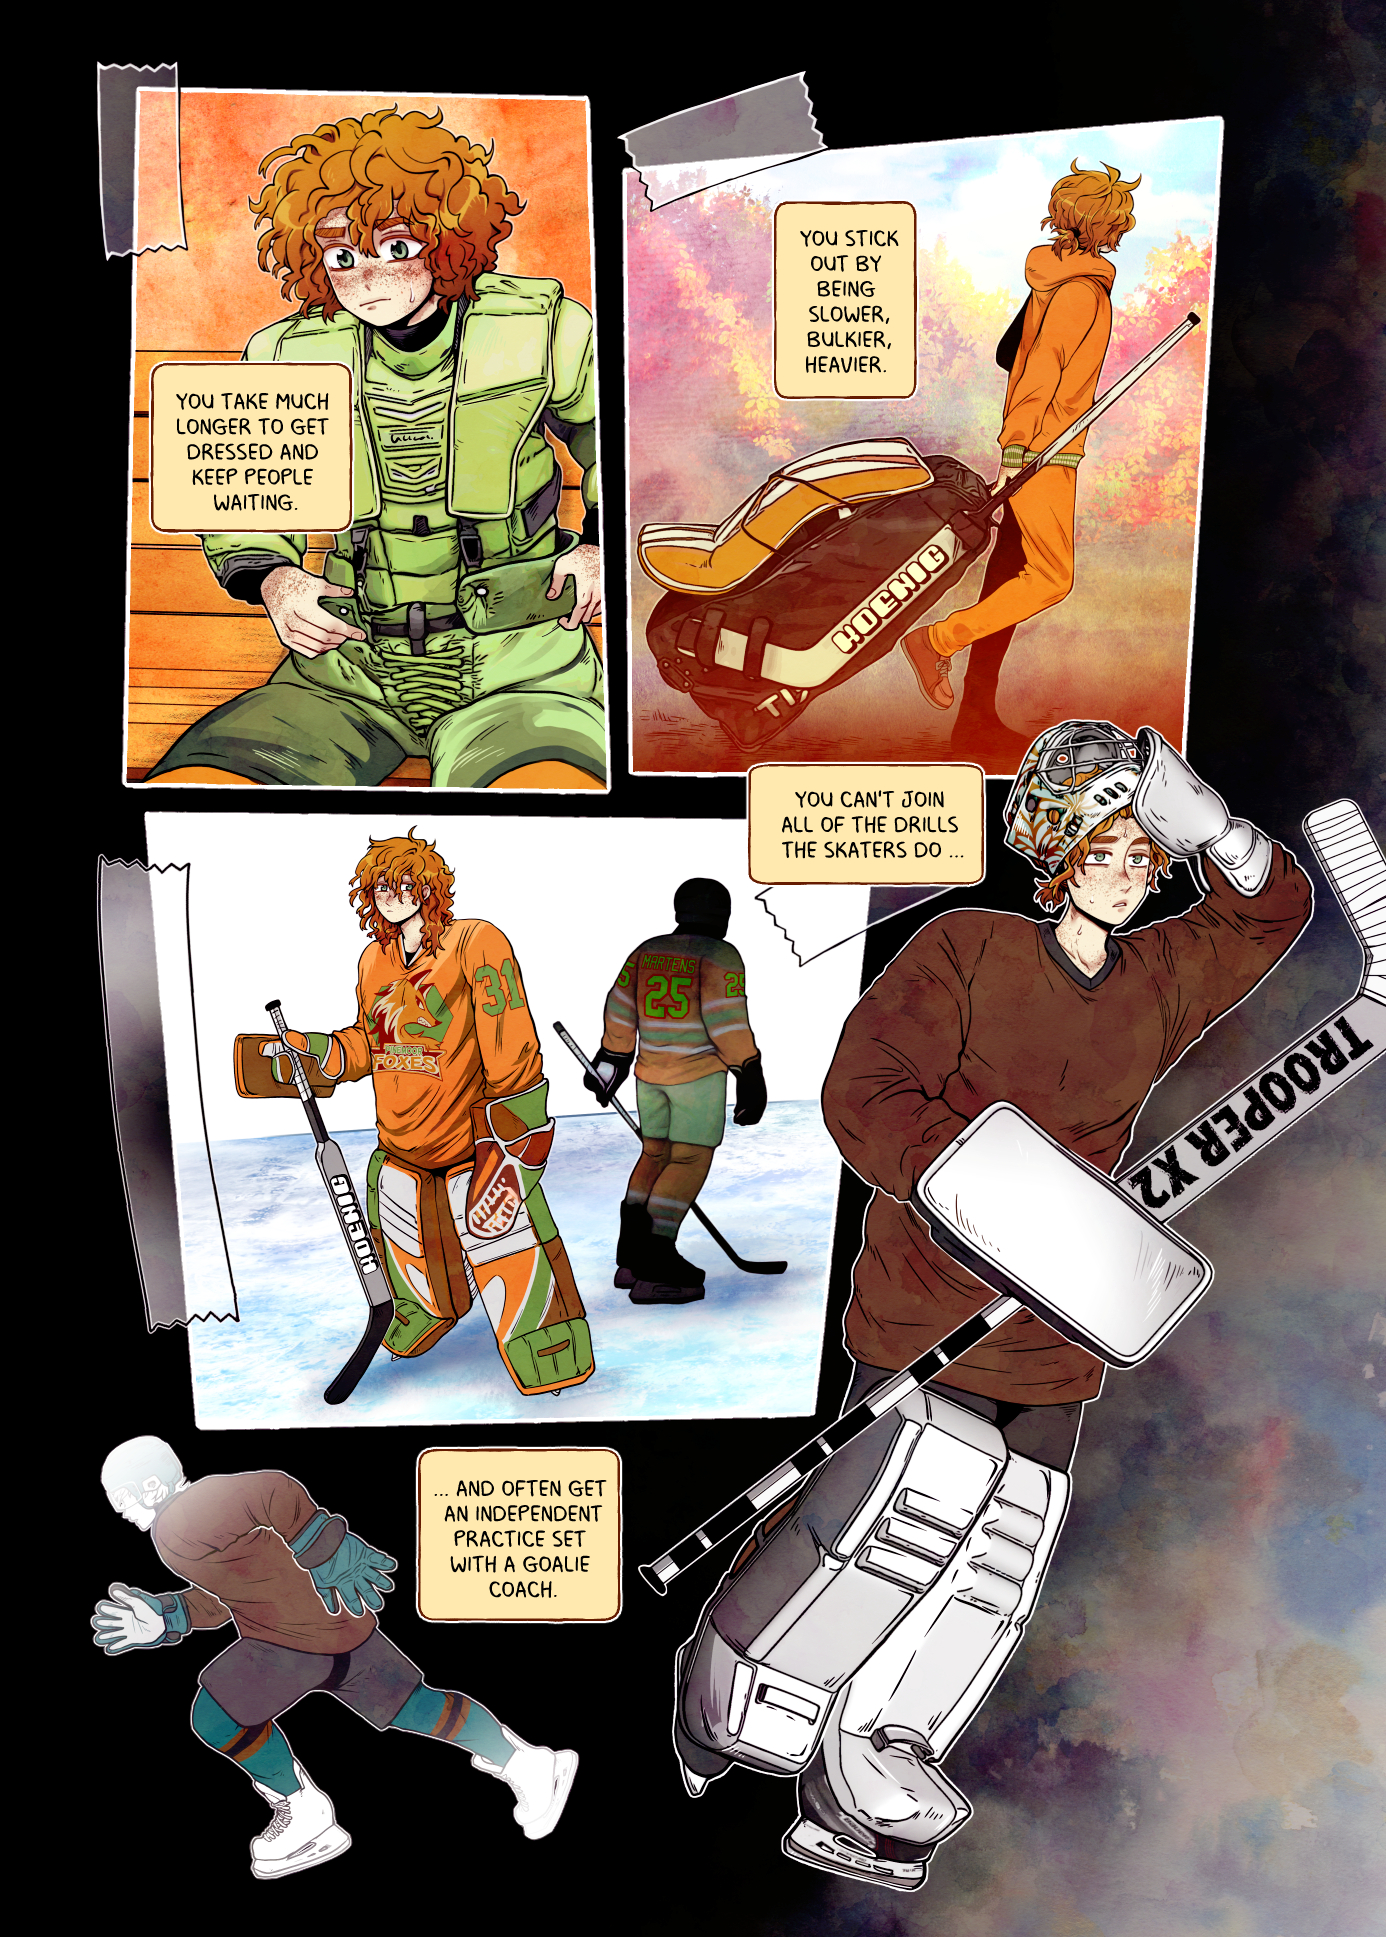 YOU TAKE MUCH
LONGER TO GET
DRESSED AND
KEEP PEOPLE
WAITING.
YOU STICK
OUT BY
BEING
SLOWER,
BULKIER,
HEAVIER.
HOENIG
YOU CAN'T JOIN
ALL OF THE DRILLS
THE SKATERS DO ...
31
FOXES
HOENIG
MARTENS
25
25
TROOPER X2
... AND OFTEN GET
AN INDEPENDENT
PRACTICE SET
WITH A GOALIE
COACH.